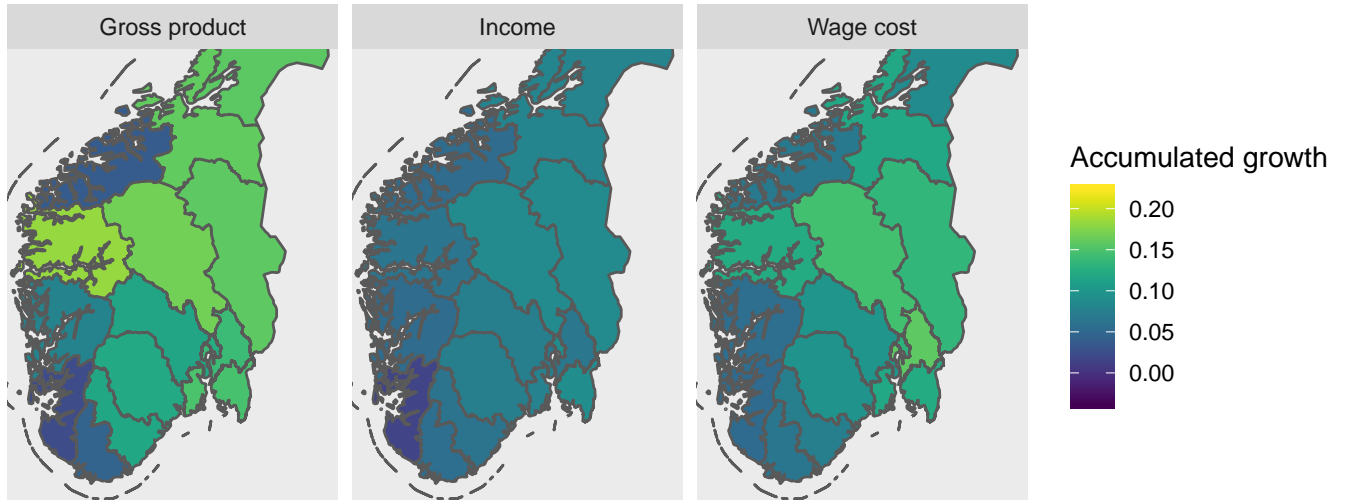 Gross product
Income
Wage cost
Accumulated growth
0.20
0.15
0.10
0.05
0.00